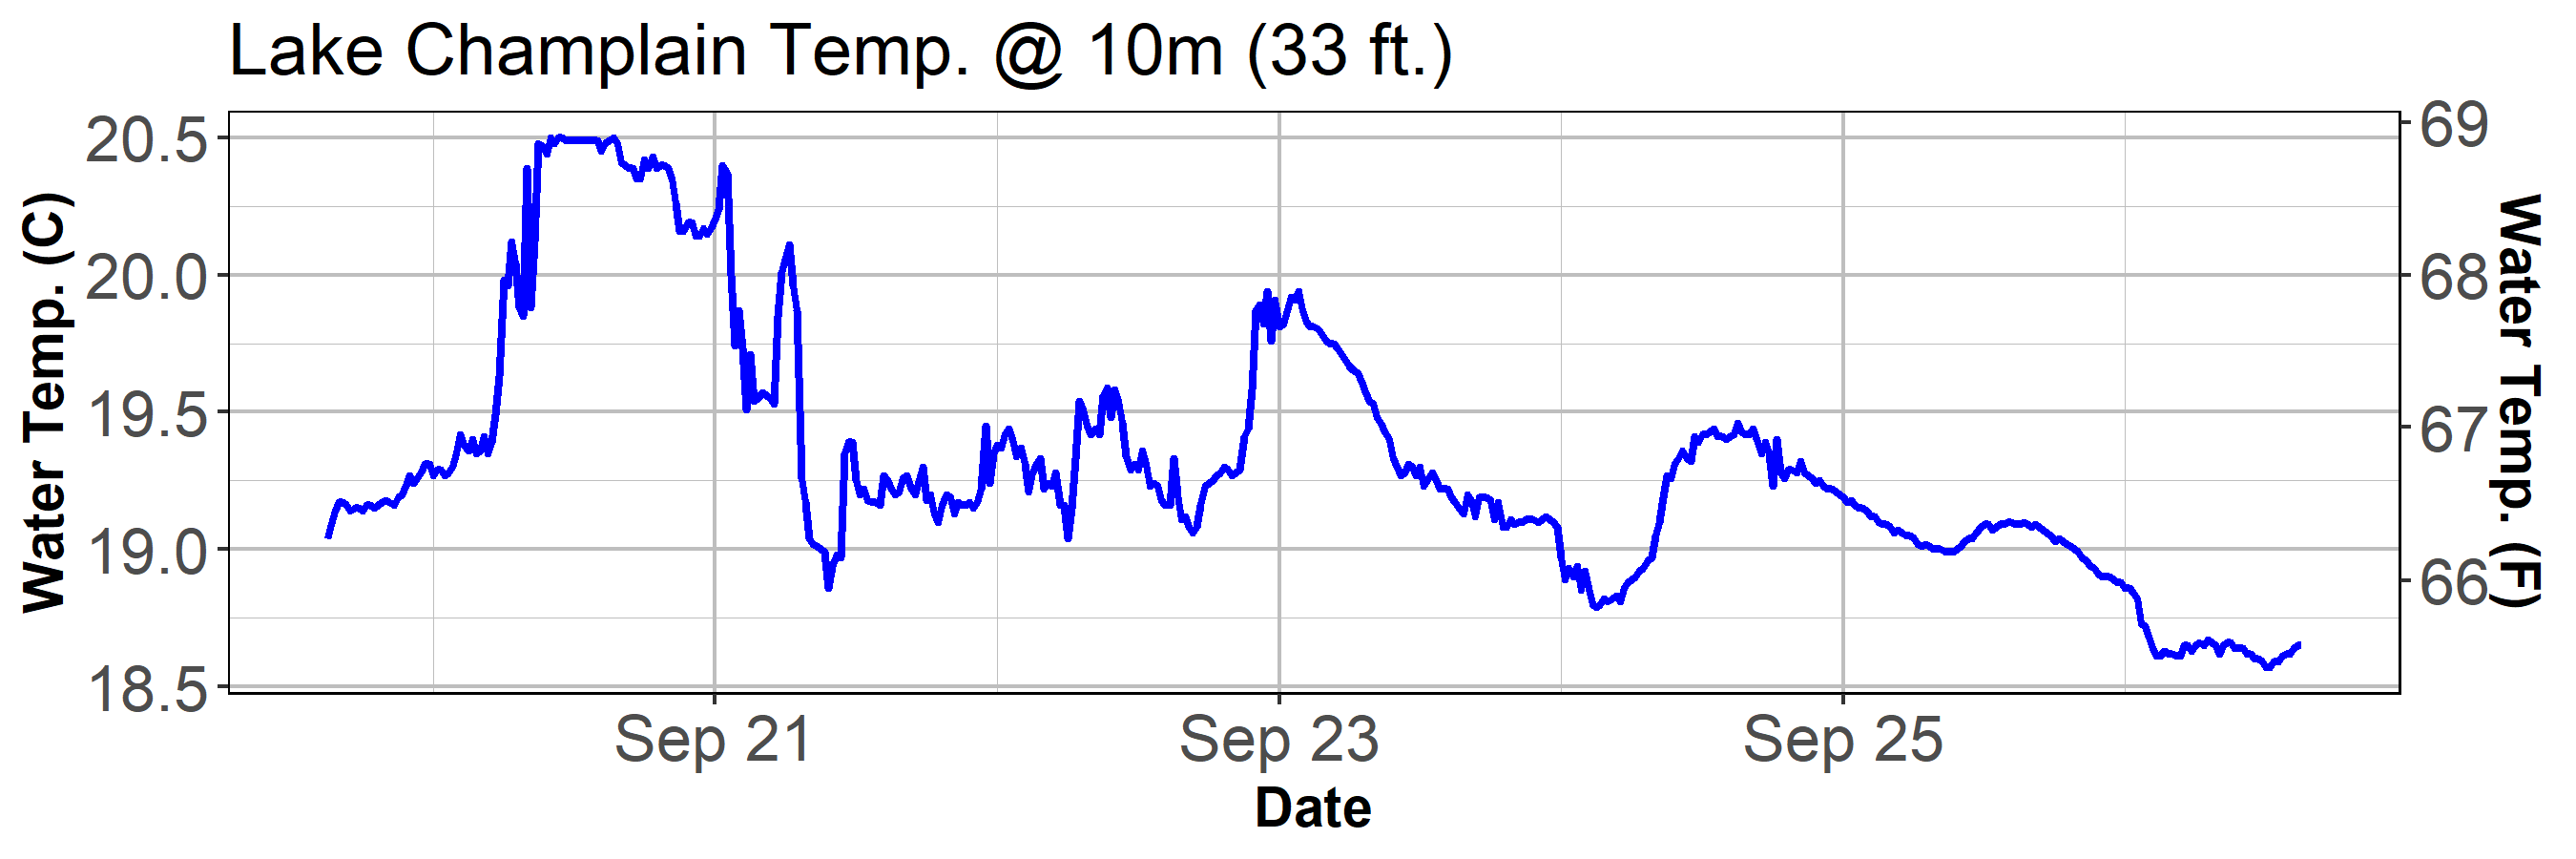 Lake Champlain Temp. @ 10m (33 ft.)
Water Temp. (C)
20.5
20.0
19.5
19.0
18.5
69
68
67
66
Water Temp. (F)
Sep 21
Sep 23
Sep 25
Date